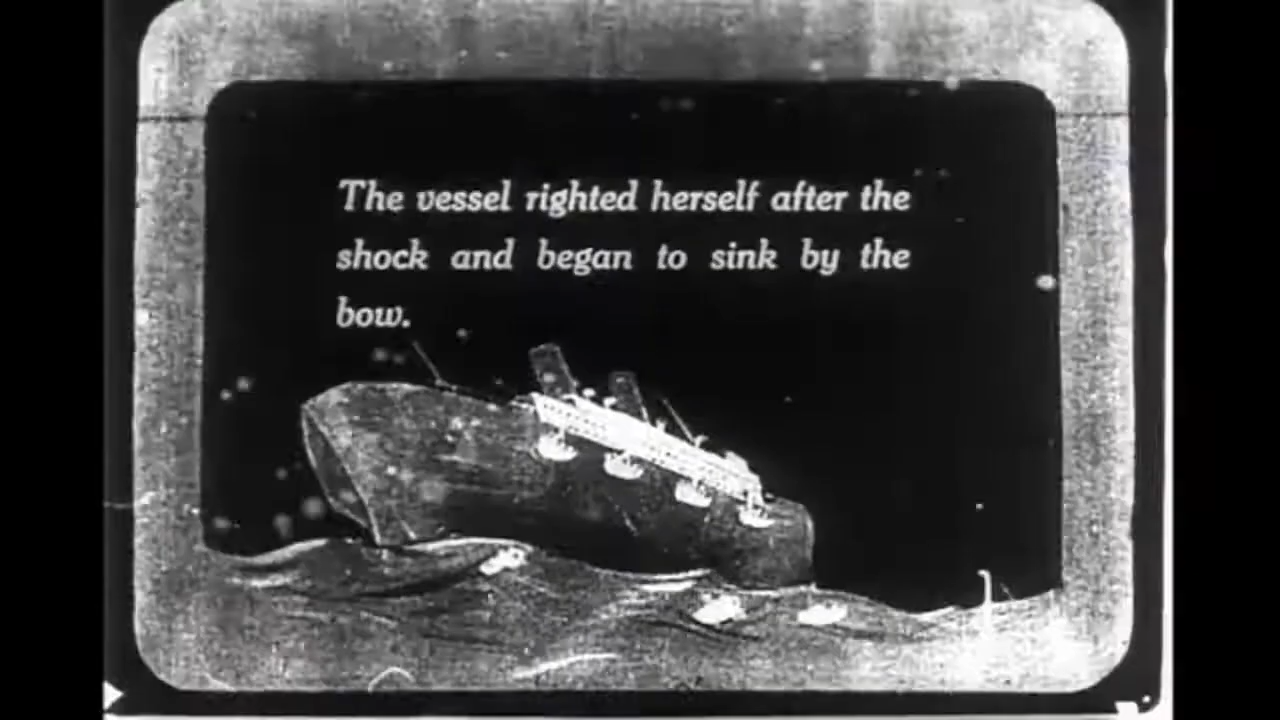 The vessel righted herself after the
shock and began to sink by the
bow.